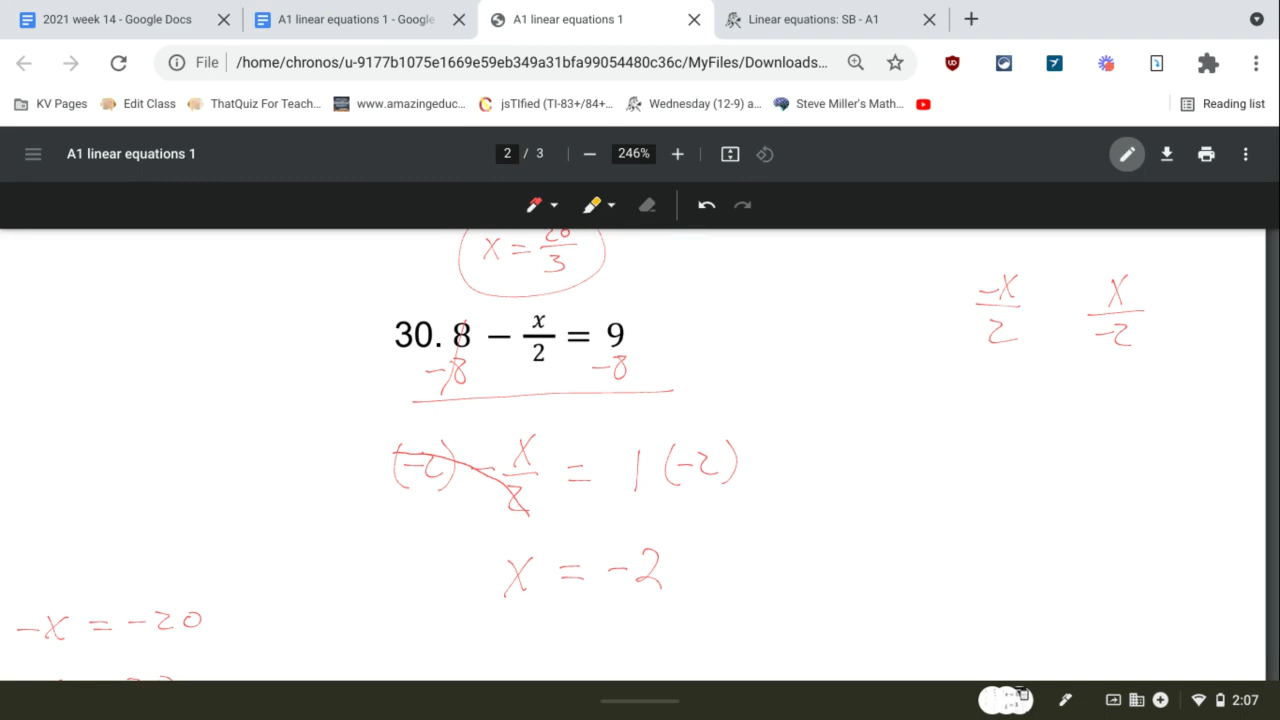 2021 week 14 - Google Docs
A1 linear equations 1 - Google
A1 linear equations 1
Linear equations: SB - A1
File /home/chronos/u-9177b1075e1669e59eb349a31bfa99054480c36c/MyFiles/Downloads...
KV Pages
Edit Class
ThatQuiz For Teach...
www.amazingeduc...
jsTIfied (TI-83+/84+...
Wednesday (12-9) a...
Steve Miller's Math...
Reading list
A1 linear equations 1
2 / 3
246%
x = 20/3
30. 8 − x/2 = 9
-8 -8
-x/2 x/-2
(-2) - x/2 = 1 (-2)
x = -2
-x = -20
2:07